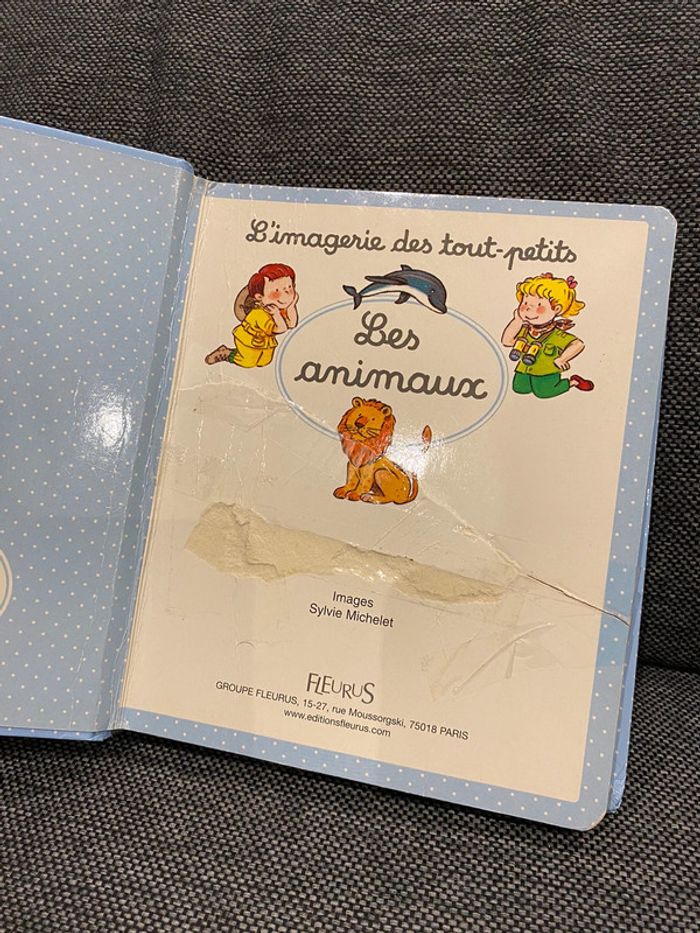 L'imagerie des tout-petits
Les
animaux
Images
Sylvie Michelet
FLEURUS
GROUPE FLEURUS, 15-27, rue Moussorgski, 75018 PARIS
www.editionsfleurus.com